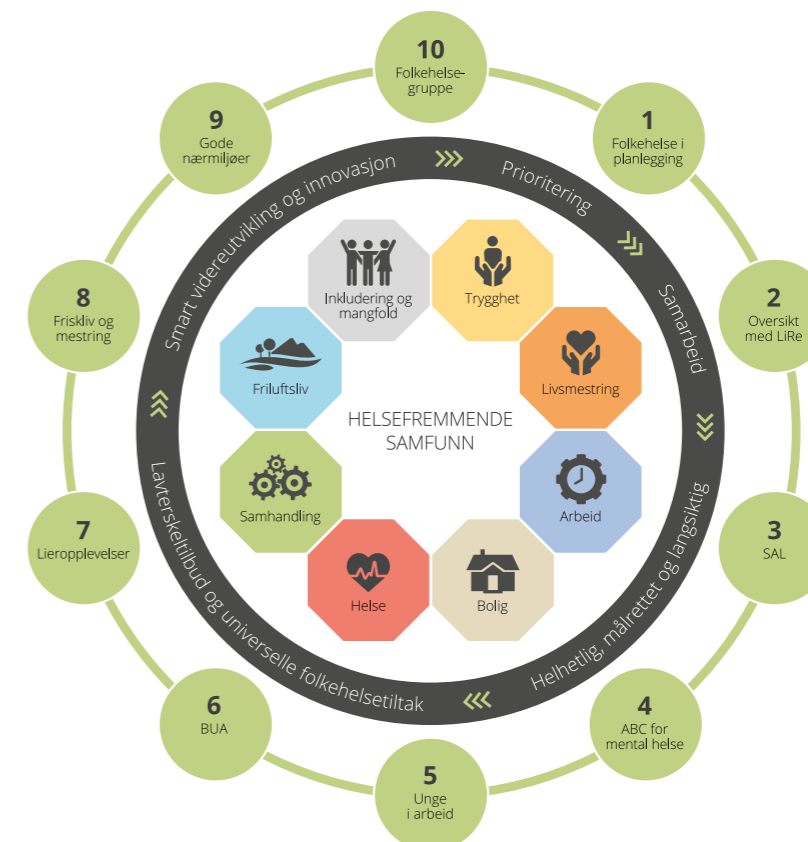 10
Folkehelse-
gruppe
1
Folkehelse i
planlegging
2
Oversikt
med LiRe
3
SAL
4
ABC for
mental helse
5
Unge
i arbeid
6
BUA
7
Lieropplevelser
8
Friskliv og
mestring
9
Gode
nærmiljøer
Prioritering
Samarbeid
Helhetlig, målrettet og langsiktig
Lavterskeltilbud og universelle folkehelsetiltak
Smart videreutvikling og innovasjon
Inkludering og
mangfold
Trygghet
Livsmestring
Arbeid
Bolig
Helse
Samhandling
Friluftsliv
HELSEFREMMENDE
SAMFUNN